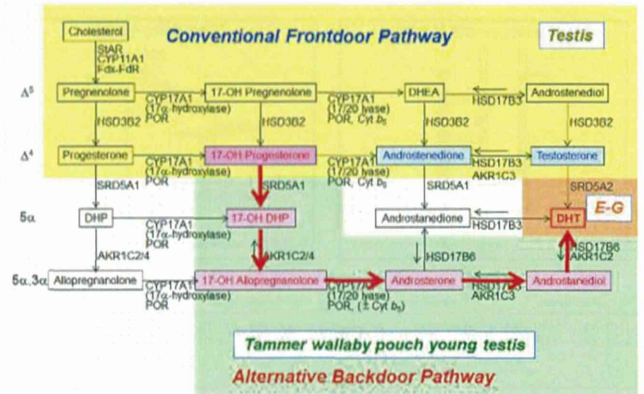 Cholesterol
Conventional Frontdoor Pathway
Testis
StAR
CYP11A1
Fdx-FdR
Δ⁵
Pregnenolone
CYP17A1
(17α-hydroxylase)
POR
17-OH Pregnenolone
CYP17A1
(17/20 lyase)
POR, Cyt b₅
DHEA
HSD17B3
Androstenediol
HSD3B2
HSD3B2
HSD3B2
HSD3B2
Δ⁴
Progesterone
CYP17A1
(17α-hydroxylase)
POR
17-OH Progesterone
CYP17A1
(17/20 lyase)
POR, Cyt b₅
Androstenedione
HSD17B3
AKR1C3
Testosterone
SRD5A1
SRD5A1
SRD5A1
SRD5A2
5α
DHP
CYP17A1
(17α-hydroxylase)
POR
17-OH DHP
Androstanedione
HSD17B3
DHT
E-G
AKR1C2/4
AKR1C2/4
HSD17B6
HSD17B6
AKR1C2
5α,3α
Allopregnanolone
CYP17A1
(17α-hydroxylase)
POR
17-OH Allopregnanolone
CYP17A1
(17/20 lyase)
POR, (± Cyt b₅)
Androsterone
HSD17B3
AKR1C3
Androstanediol
Tammer wallaby pouch young testis
Alternative Backdoor Pathway